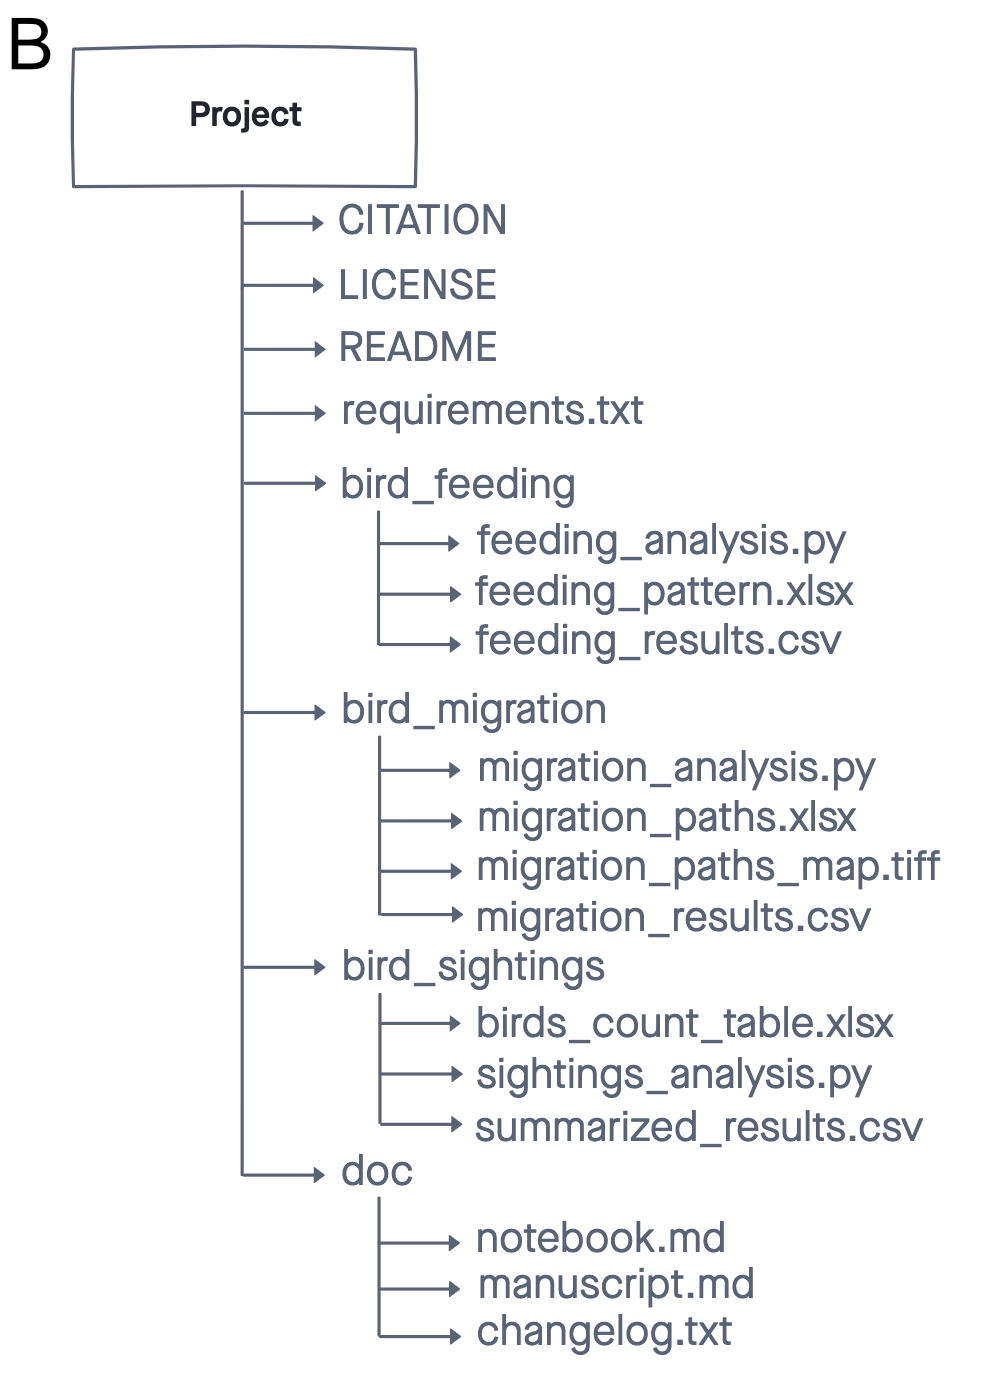 B
Project
CITATION
LICENSE
README
requirements.txt
bird_feeding
feeding_analysis.py
feeding_pattern.xlsx
feeding_results.csv
bird_migration
migration_analysis.py
migration_paths.xlsx
migration_paths_map.tiff
migration_results.csv
bird_sightings
birds_count_table.xlsx
sightings_analysis.py
summarized_results.csv
doc
notebook.md
manuscript.md
changelog.txt